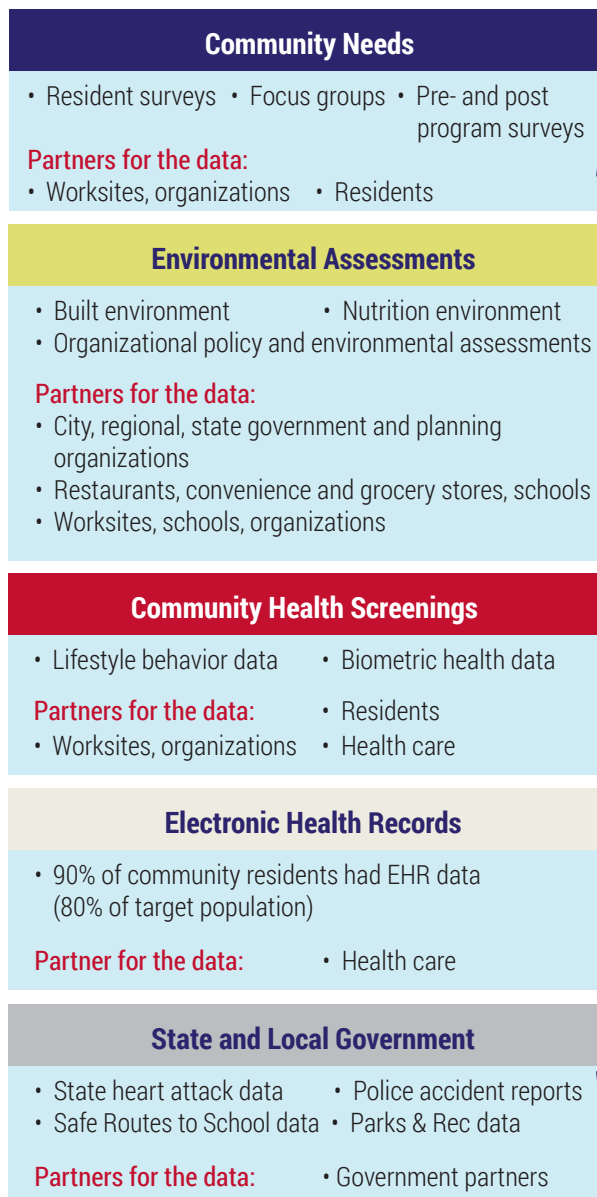 Community Needs
• Resident surveys • Focus groups • Pre- and post
program surveys
Partners for the data:
• Worksites, organizations • Residents
Environmental Assessments
• Built environment • Nutrition environment
• Organizational policy and environmental assessments
Partners for the data:
• City, regional, state government and planning
organizations
• Restaurants, convenience and grocery stores, schools
• Worksites, schools, organizations
Community Health Screenings
• Lifestyle behavior data • Biometric health data
Partners for the data: • Residents
• Worksites, organizations • Health care
Electronic Health Records
• 90% of community residents had EHR data
(80% of target population)
Partner for the data: • Health care
State and Local Government
• State heart attack data • Police accident reports
• Safe Routes to School data • Parks & Rec data
Partners for the data: • Government partners